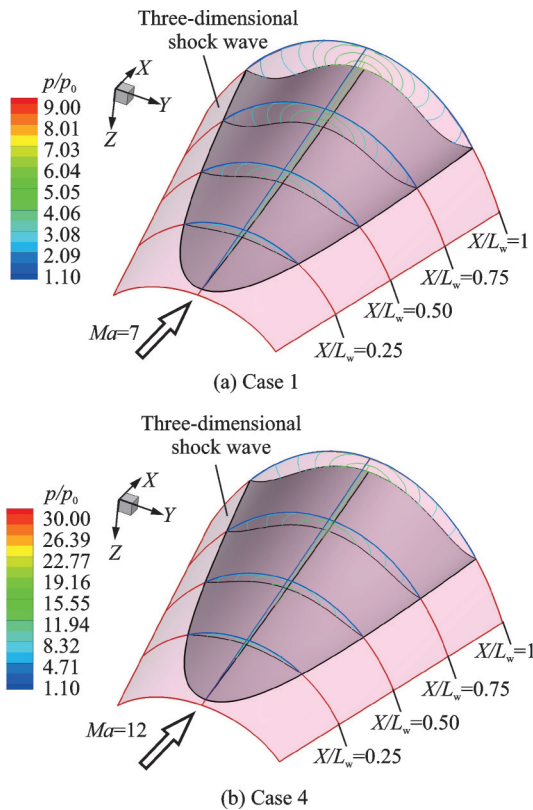 Three-dimensional
shock wave
p/p₀
9.00
8.01
7.03
6.04
5.05
4.06
3.08
2.09
1.10
X
Y
Z
Ma=7
X/Lw=1
X/Lw=0.75
X/Lw=0.50
X/Lw=0.25
(a) Case 1
Three-dimensional
shock wave
p/p₀
30.00
26.39
22.77
19.16
15.55
11.94
8.32
4.71
1.10
X
Y
Z
Ma=12
X/Lw=1
X/Lw=0.75
X/Lw=0.50
X/Lw=0.25
(b) Case 4